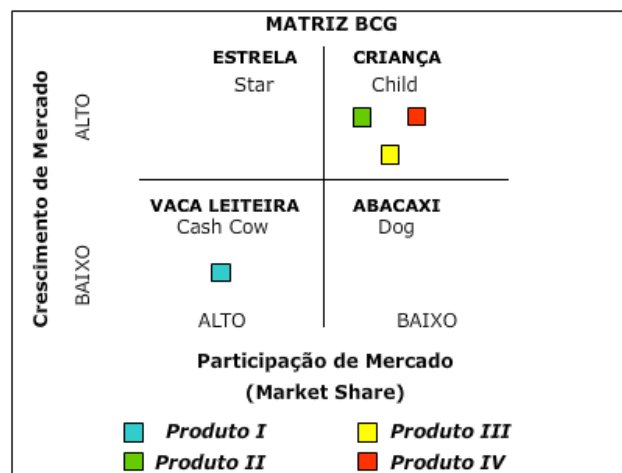 MATRIZ BCG
ESTRELA
Star
CRIANÇA
Child
Crescimento de Mercado
ALTO
BAIXO
VACA LEITEIRA
Cash Cow
ABACAXI
Dog
ALTO
BAIXO
Participação de Mercado
(Market Share)
Produto I
Produto III
Produto II
Produto IV